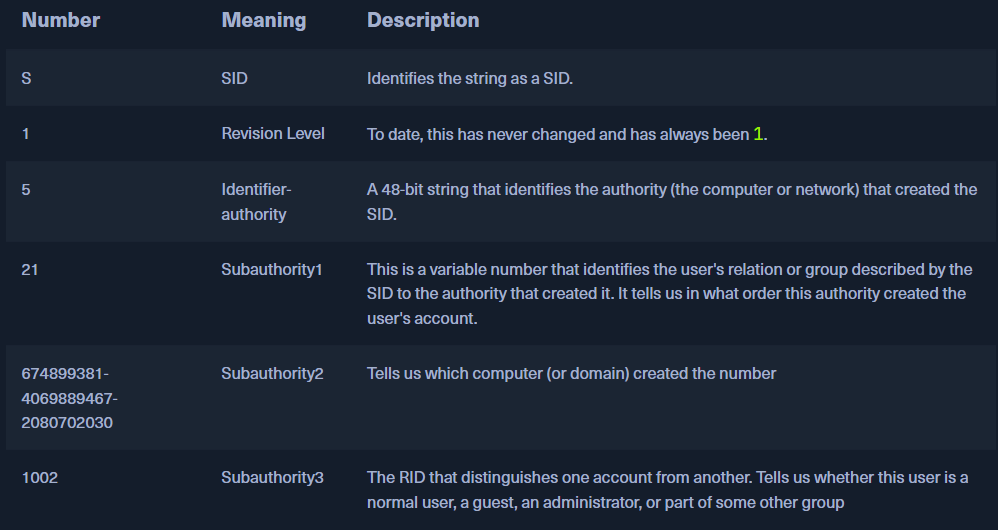 Number Meaning Description
S SID Identifies the string as a SID.
1 Revision Level To date, this has never changed and has always been 1.
5 Identifier- A 48-bit string that identifies the authority (the computer or network) that created the
authority SID.
21 Subauthority1 This is a variable number that identifies the user's relation or group described by the
SID to the authority that created it. It tells us in what order this authority created the
user's account.
674899381- Subauthority2 Tells us which computer (or domain) created the number
4069889467-
2080702030
1002 Subauthority3 The RID that distinguishes one account from another. Tells us whether this user is a
normal user, a guest, an administrator, or part of some other group